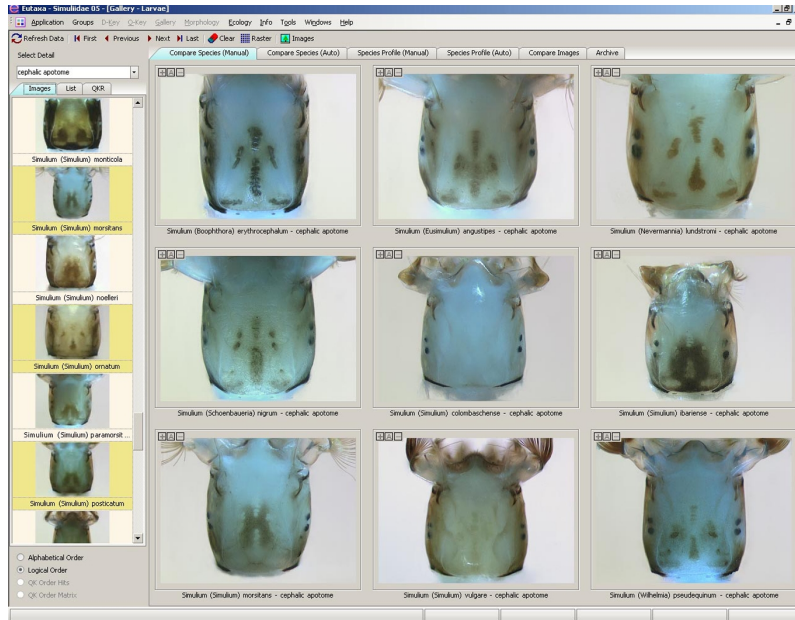 Eutaxa - Simuliidae 05 - [Gallery - Larvae]
Application Groups D-Key Q-Key Gallery Morphology Ecology Info Tools Windows Help
Refresh Data First Previous Next Last Clear Raster Images
Select Detail
cephalic apotome
Images List QKR
Simulium (Simulium) monticola
Simulium (Simulium) morsitans
Simulium (Simulium) noelleri
Simulium (Simulium) ornatum
Simulium (Simulium) paramorsit ...
Simulium (Simulium) posticatum
Alphabetical Order
Logical Order
QK Order Hits
QK Order Matrix
Compare Species (Manual) Compare Species (Auto) Species Profile (Manual) Species Profile (Auto) Compare Images Archive
Simulium (Boophthora) erythrocephalum - cephalic apotome
Simulium (Eusimulium) angustipes - cephalic apotome
Simulium (Nevermannia) lundstromi - cephalic apotome
Simulium (Schoenbaueria) nigrum - cephalic apotome
Simulium (Simulium) colombaschense - cephalic apotome
Simulium (Simulium) ibariense - cephalic apotome
Simulium (Simulium) morsitans - cephalic apotome
Simulium (Simulium) vulgare - cephalic apotome
Simulium (Wilhelmia) pseudequinum - cephalic apotome